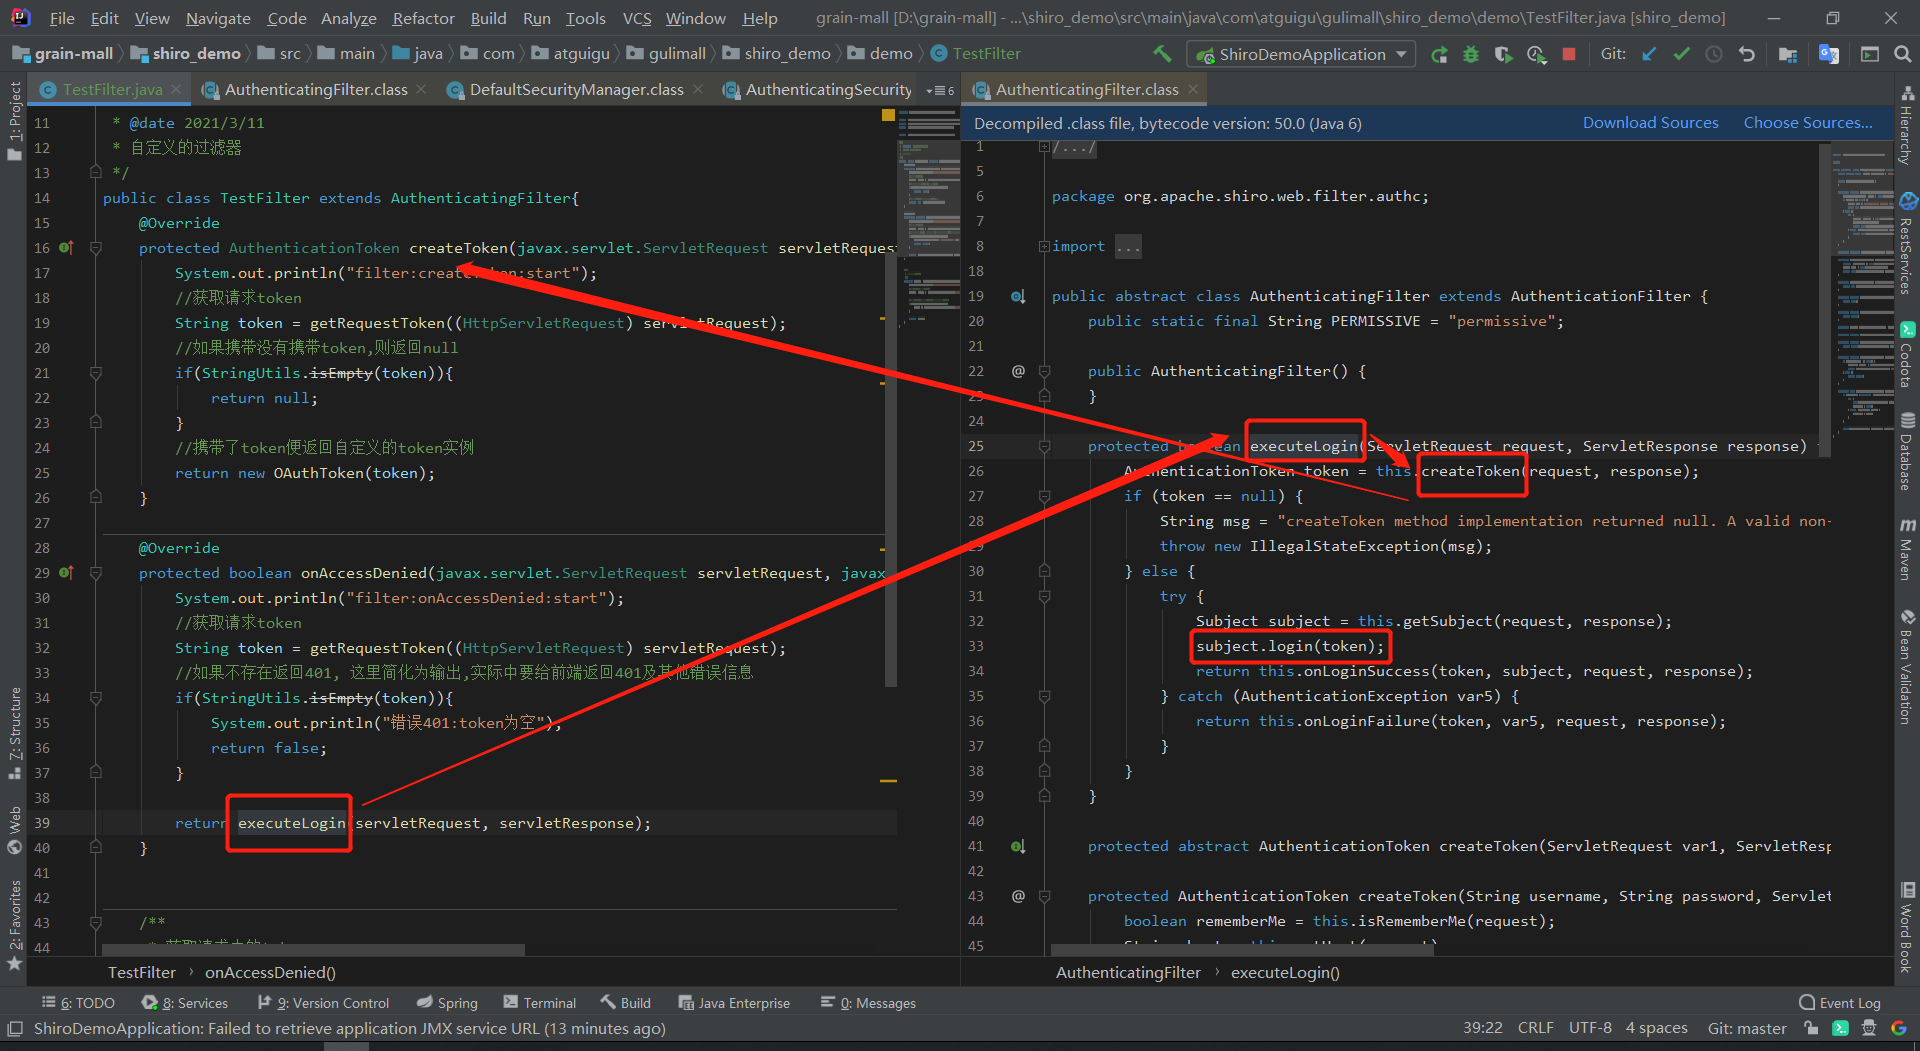 File Edit View Navigate Code Analyze Refactor Build Run Tools VCS Window Help grain-mall [D:\grain-mall] - ...\shiro_demo\src\main\java\com\atguigu\gulimall\shiro_demo\demo\TestFilter.java [shiro_demo]
grain-mall shiro_demo src main java com atguigu gulimall shiro_demo demo TestFilter ShiroDemoApplication Git:
TestFilter.java AuthenticatingFilter.class DefaultSecurityManager.class AuthenticatingSecurity 6
11 * @date 2021/3/11
12 * 自定义的过滤器
13 */
14 public class TestFilter extends AuthenticatingFilter{
15 @Override
16 protected AuthenticationToken createToken(javax.servlet.ServletRequest servletReques
17 System.out.println("filter:createToken:start");
18 //获取请求token
19 String token = getRequestToken((HttpServletRequest) servletRequest);
20 //如果携带没有携带token,则返回null
21 if(StringUtils.isEmpty(token)){
22 return null;
23 }
24 //携带了token便返回自定义的token实例
25 return new OAuthToken(token);
26 }
27
28 @Override
29 protected boolean onAccessDenied(javax.servlet.ServletRequest servletRequest, javax
30 System.out.println("filter:onAccessDenied:start");
31 //获取请求token
32 String token = getRequestToken((HttpServletRequest) servletRequest);
33 //如果不存在返回401, 这里简化为输出,实际中要给前端返回401及其他错误信息
34 if(StringUtils.isEmpty(token)){
35 System.out.println("错误401:token为空");
36 return false;
37 }
38
39 return executeLogin(servletRequest, servletResponse);
40 }
41
42
43 /**
44
TestFilter › onAccessDenied()
AuthenticatingFilter.class
Decompiled .class file, bytecode version: 50.0 (Java 6) Download Sources Choose Sources...
1 /.../
5
6 package org.apache.shiro.web.filter.authc;
7
8 import ...
18
19 public abstract class AuthenticatingFilter extends AuthenticationFilter {
20 public static final String PERMISSIVE = "permissive";
21
22 public AuthenticatingFilter() {
23 }
24
25 protected boolean executeLogin(ServletRequest request, ServletResponse response)
26 AuthenticationToken token = this.createToken(request, response);
27 if (token == null) {
28 String msg = "createToken method implementation returned null. A valid non-
29 throw new IllegalStateException(msg);
30 } else {
31 try {
32 Subject subject = this.getSubject(request, response);
33 subject.login(token);
34 return this.onLoginSuccess(token, subject, request, response);
35 } catch (AuthenticationException var5) {
36 return this.onLoginFailure(token, var5, request, response);
37 }
38 }
39 }
40
41 protected abstract AuthenticationToken createToken(ServletRequest var1, ServletResp
42
43 protected AuthenticationToken createToken(String username, String password, Servlet
44 boolean rememberMe = this.isRememberMe(request);
45
AuthenticatingFilter › executeLogin()
1: Project
7: Structure
Web
2: Favorites
Hierarchy
RestServices
Codota
Database
Maven
Bean Validation
Word Book
6: TODO 8: Services 9: Version Control Spring Terminal Build Java Enterprise 0: Messages Event Log
ShiroDemoApplication: Failed to retrieve application JMX service URL (13 minutes ago) 39:22 CRLF UTF-8 4 spaces Git: master